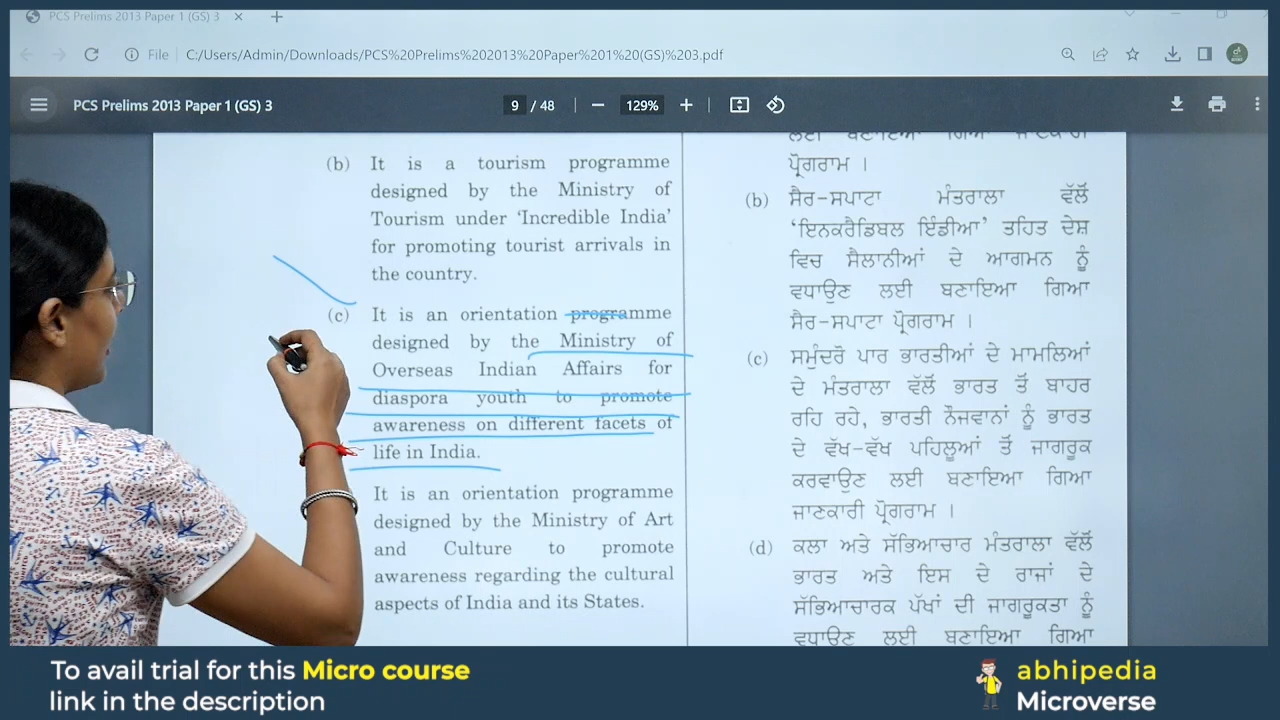 PCS Prelims 2013 Paper 1 (GS) 3
File
C:/Users/Admin/Downloads/PCS%20Prelims%202013%20Paper%201%20(GS)%203.pdf
PCS Prelims 2013 Paper 1 (GS) 3
9 / 48
129%
(b) It is a tourism programme
designed by the Ministry of
Tourism under ‘Incredible India’
for promoting tourist arrivals in
the country.
(c) It is an orientation programme
designed by the Ministry of
Overseas Indian Affairs for
diaspora youth to promote
awareness on different facets of
life in India.
It is an orientation programme
designed by the Ministry of Art
and Culture to promote
awareness regarding the cultural
aspects of India and its States.
ਲਈ ਬਣਾਇਆ ਗਿਆ ਜਾਣਕਾਰੀ
ਪ੍ਰੋਗਰਾਮ ।
(b) ਸੈਰ-ਸਪਾਟਾ ਮੰਤਰਾਲਾ ਵੱਲੋਂ
‘ਇਨਕਰੈਡਿਬਲ ਇੰਡੀਆ’ ਤਹਿਤ ਦੇਸ਼
ਵਿਚ ਸੈਲਾਨੀਆਂ ਦੇ ਆਗਮਨ ਨੂੰ
ਵਧਾਉਣ ਲਈ ਬਣਾਇਆ ਗਿਆ
ਸੈਰ-ਸਪਾਟਾ ਪ੍ਰੋਗਰਾਮ ।
(c) ਸਮੁੰਦਰੋ ਪਾਰ ਭਾਰਤੀਆਂ ਦੇ ਮਾਮਲਿਆਂ
ਦੇ ਮੰਤਰਾਲਾ ਵੱਲੋਂ ਭਾਰਤ ਤੋਂ ਬਾਹਰ
ਰਹਿ ਰਹੇ, ਭਾਰਤੀ ਨੌਜਵਾਨਾਂ ਨੂੰ ਭਾਰਤ
ਦੇ ਵੱਖ-ਵੱਖ ਪਹਿਲੂਆਂ ਤੋਂ ਜਾਗਰੂਕ
ਕਰਵਾਉਣ ਲਈ ਬਣਾਇਆ ਗਿਆ
ਜਾਣਕਾਰੀ ਪ੍ਰੋਗਰਾਮ ।
(d) ਕਲਾ ਅਤੇ ਸੱਭਿਆਚਾਰ ਮੰਤਰਾਲਾ ਵੱਲੋਂ
ਭਾਰਤ ਅਤੇ ਇਸ ਦੇ ਰਾਜਾਂ ਦੇ
ਸੱਭਿਆਚਾਰਕ ਪੱਖਾਂ ਦੀ ਜਾਗਰੂਕਤਾ ਨੂੰ
ਵਧਾਉਣ ਲਈ ਬਣਾਇਆ ਗਿਆ
To avail trial for this Micro course
link in the description
abhipedia
Microverse